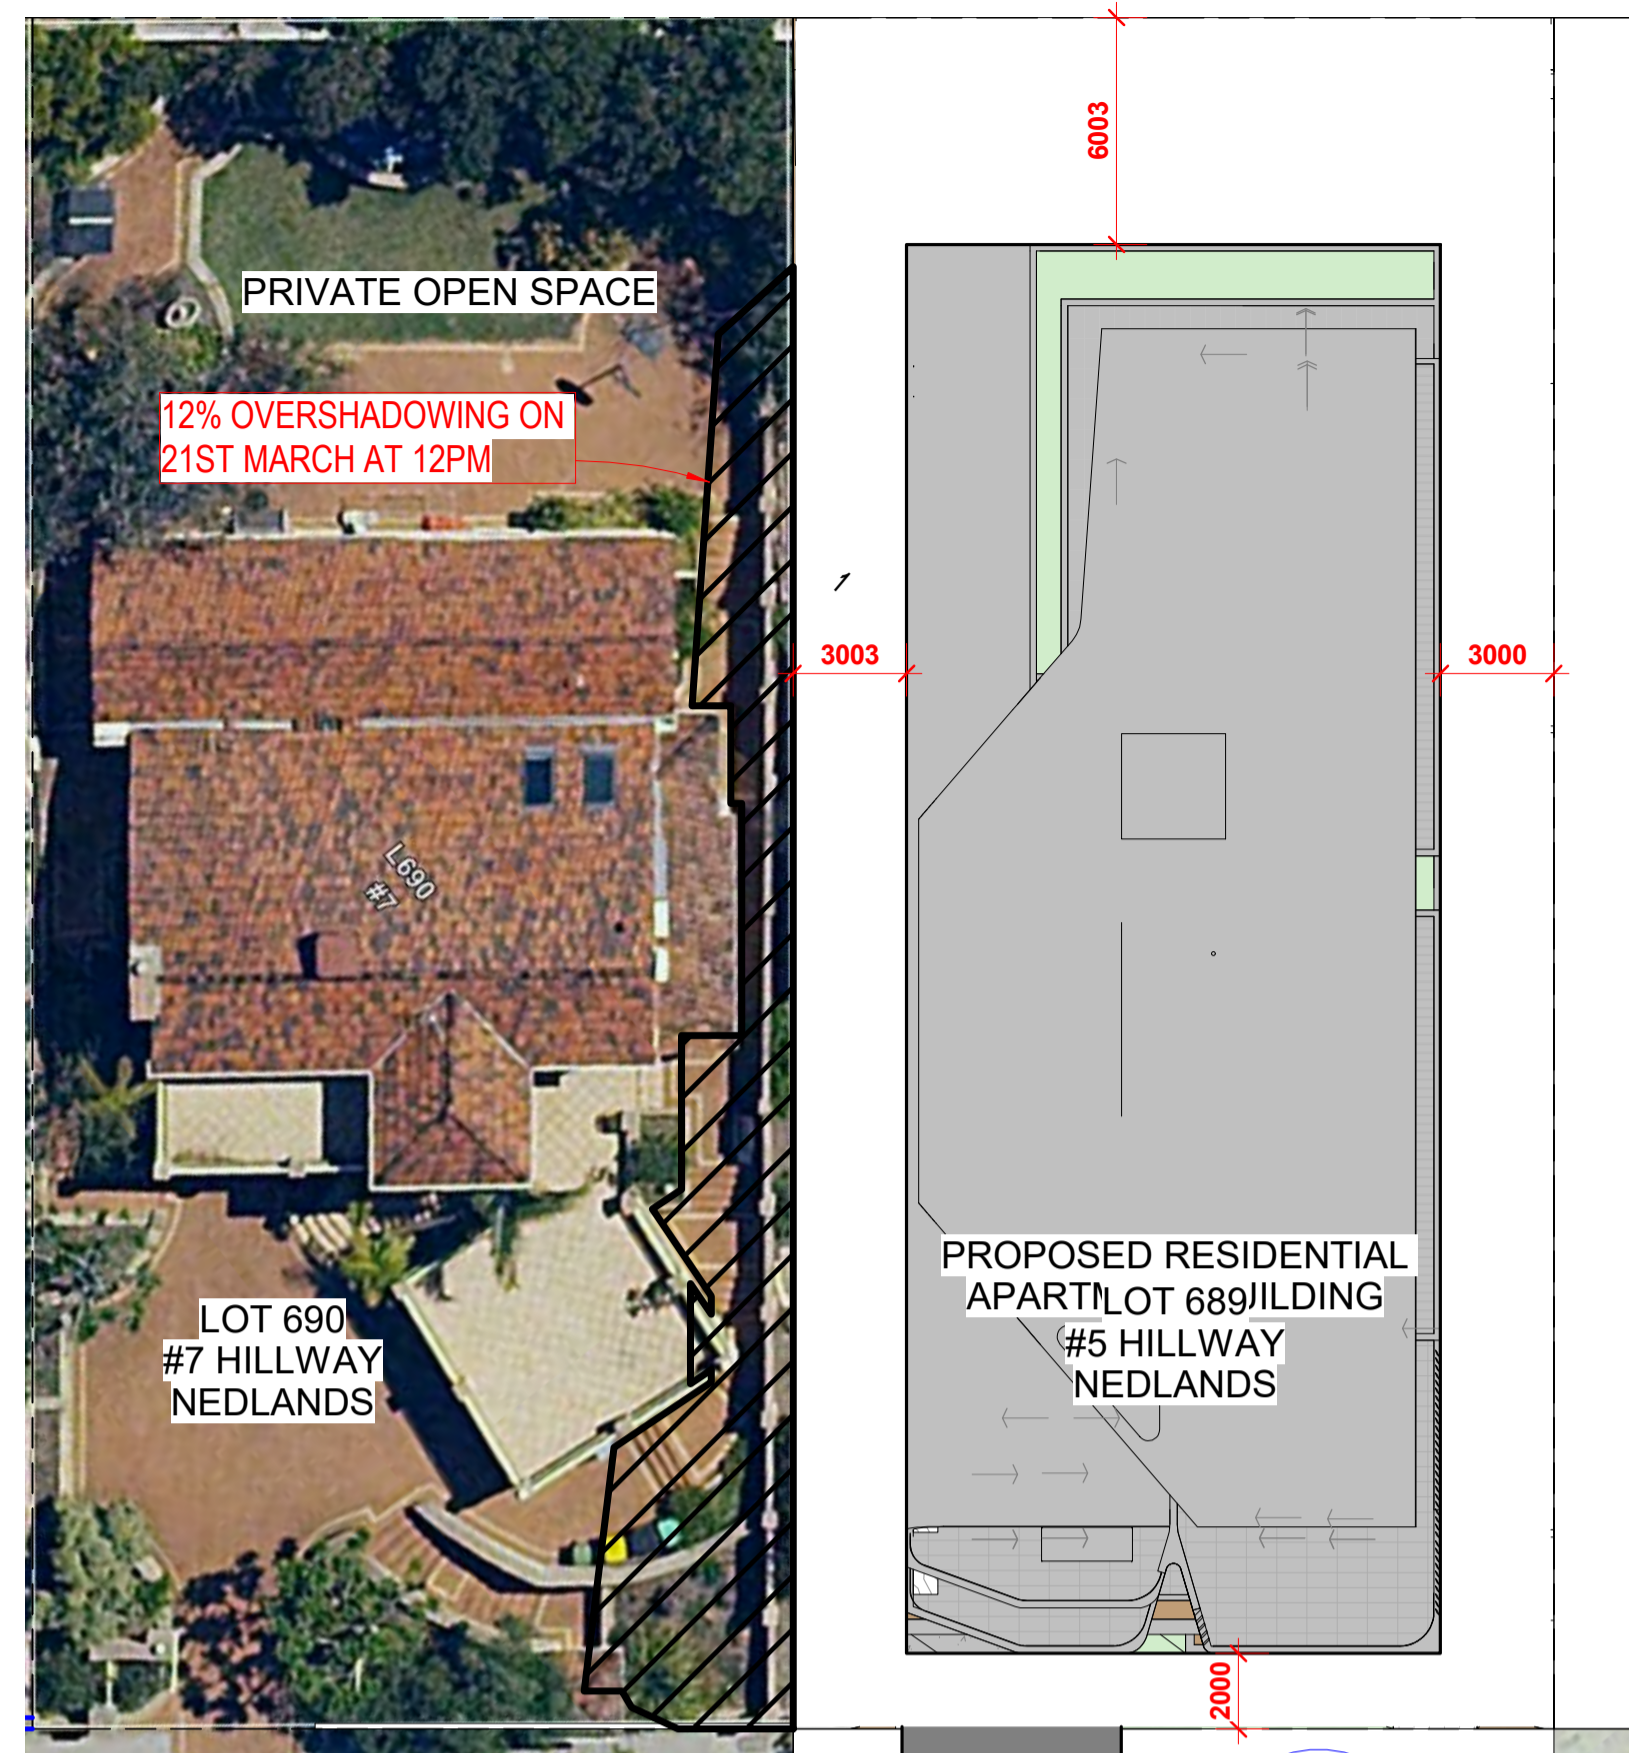 6003
PRIVATE OPEN SPACE
12% OVERSHADOWING ON
21ST MARCH AT 12PM
3003
3000
L690
#7
PROPOSED RESIDENTIAL
LOT 689
#5 HILLWAY
NEDLANDS
LOT 690
#7 HILLWAY
NEDLANDS
2000